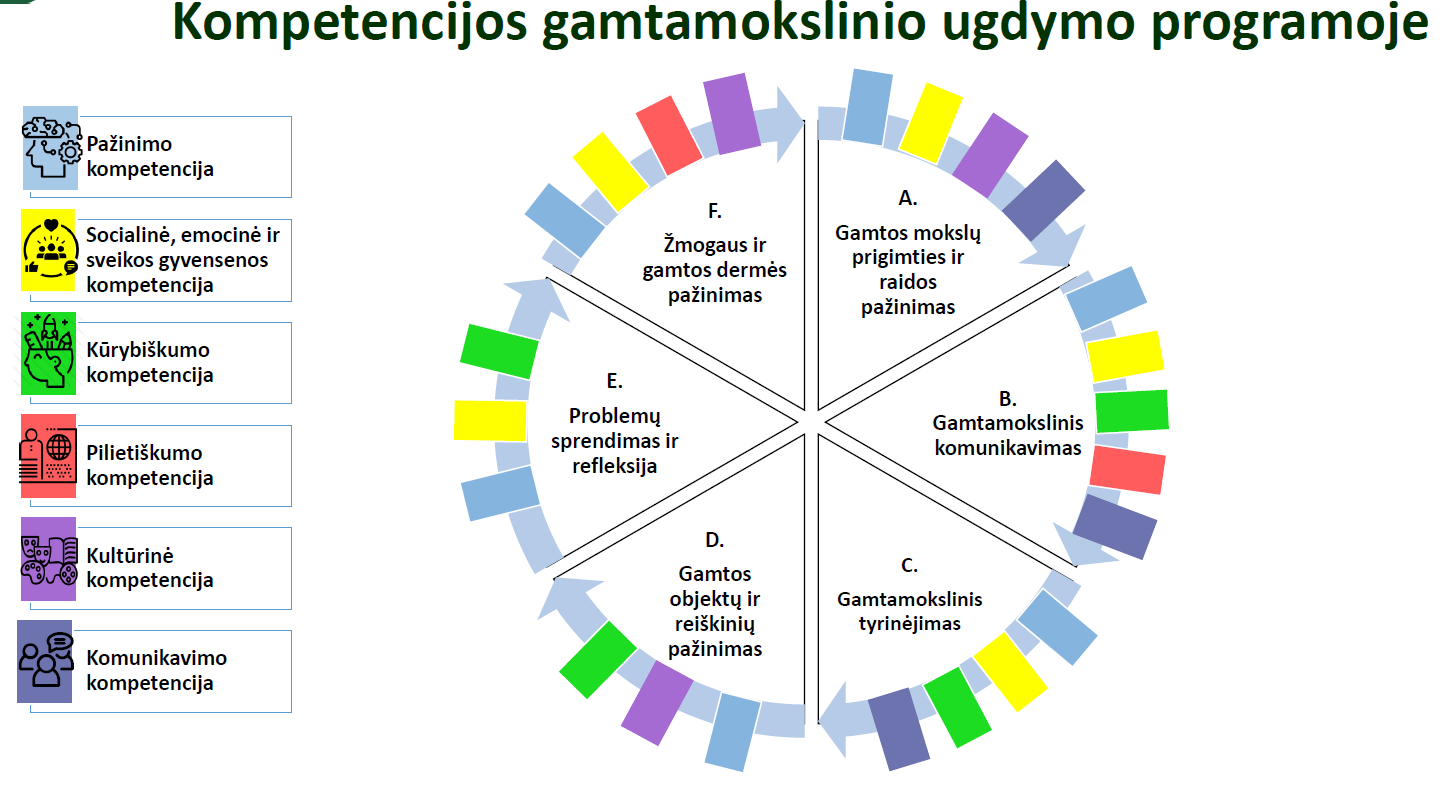 Kompetencijos gamtamokslinio ugdymo programoje
Pažinimo
kompetencija
Socialinė, emocinė ir
sveikos gyvensenos
kompetencija
Kūrybiškumo
kompetencija
Pilietiškumo
kompetencija
Kultūrinė
kompetencija
Komunikavimo
kompetencija
A.
Gamtos mokslų
prigimties ir
raidos
pažinimas
B.
Gamtamokslinis
komunikavimas
C.
Gamtamokslinis
tyrinėjimas
D.
Gamtos
objektų ir
reiškinių
pažinimas
E.
Problemų
sprendimas ir
refleksija
F.
Žmogaus ir
gamtos dermės
pažinimas